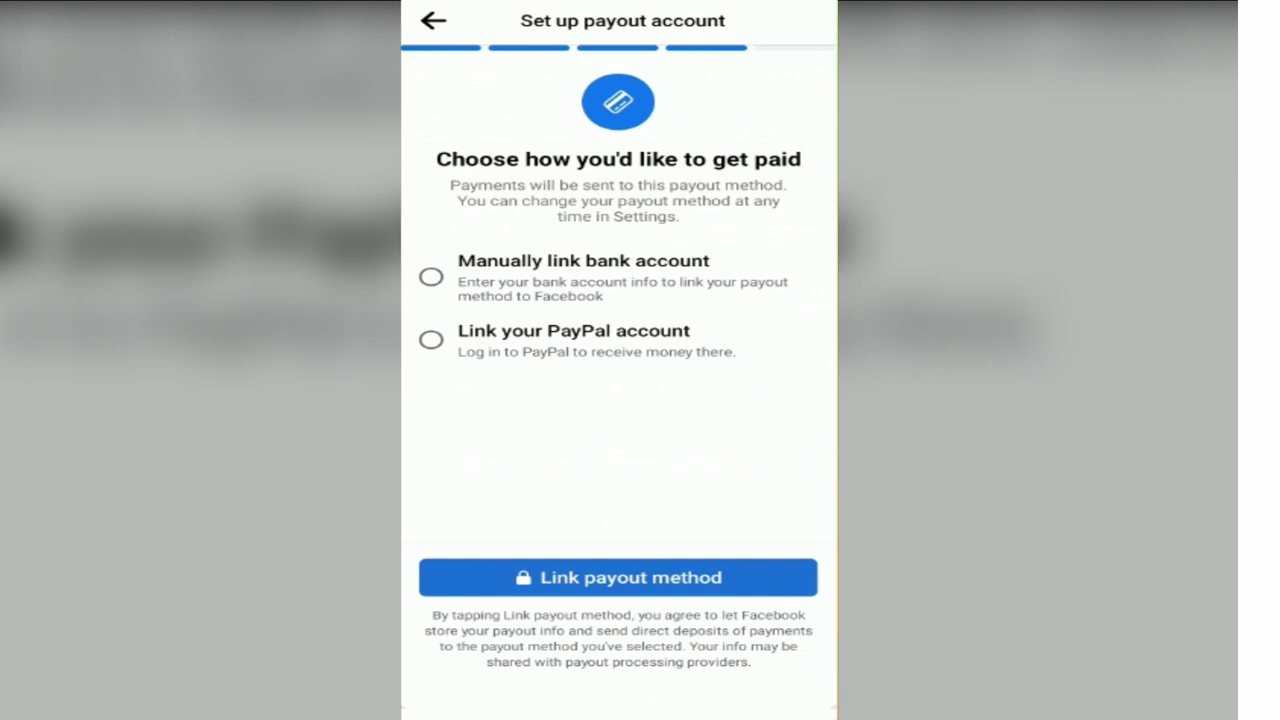 Set up payout account
Choose how you'd like to get paid
Payments will be sent to this payout method.
You can change your payout method at any
time in Settings.
Manually link bank account
Enter your bank account info to link your payout
method to Facebook
Link your PayPal account
Log in to PayPal to receive money there.
Link payout method
By tapping Link payout method, you agree to let Facebook
store your payout info and send direct deposits of payments
to the payout method you've selected. Your info may be
shared with payout processing providers.